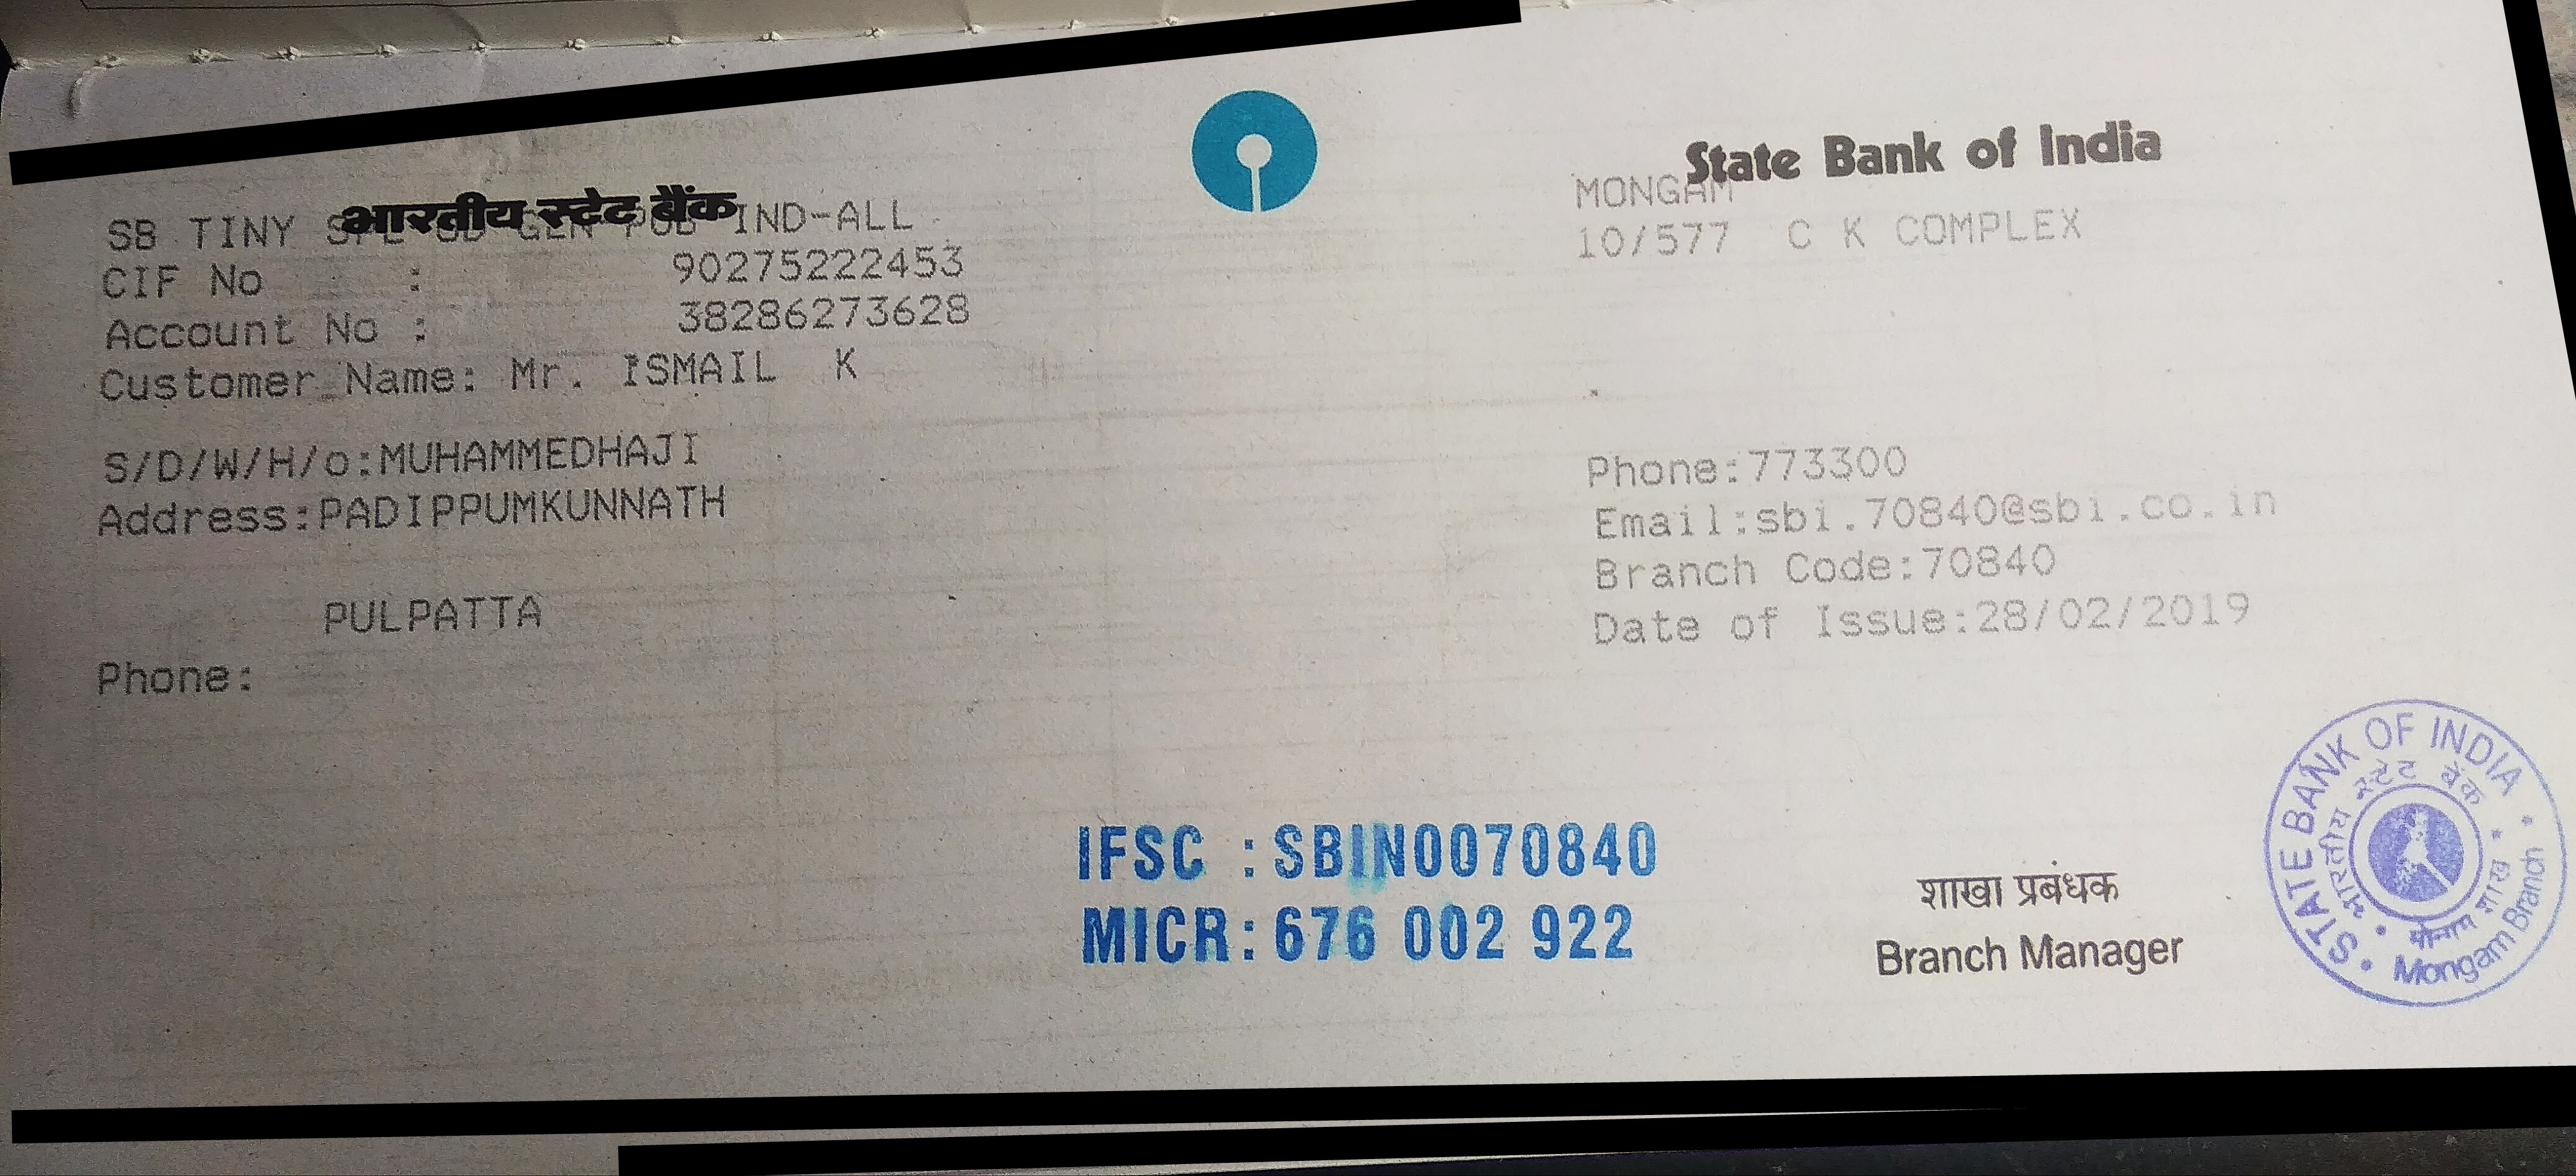 भारतीय स्टेट बैंक
State Bank of India
SB TINY SPL OD GEN PUB IND-ALL
CIF No : 90275222453
Account No : 38286273628
Customer Name: Mr. ISMAIL K
S/D/W/H/o:MUHAMMEDHAJI
Address:PADIPPUMKUNNATH
PULPATTA
Phone:
MONGAM
10/577 C K COMPLEX
Phone:773300
Email:sbi.70840@sbi.co.in
Branch Code:70840
Date of Issue:28/02/2019
IFSC : SBIN0070840
MICR: 676 002 922
शाखा प्रबंधक
Branch Manager
STATE BANK OF INDIA
भारतीय स्टेट बैंक
मोंगम शाखा
Mongam Branch